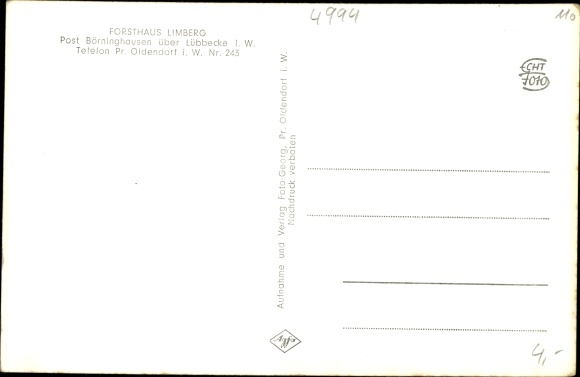 FORSTHAUS LIMBERG
Post Börninghausen über Lübbecke i. W.
Telefon Pr. Oldendorf i. W. Nr. 243
4994
110
ECHT
FOTO
Aufnahme und Verlag Foto-Georg, Pr. Oldendorf i. W.
Nachdruck verboten
Agfa
4,-